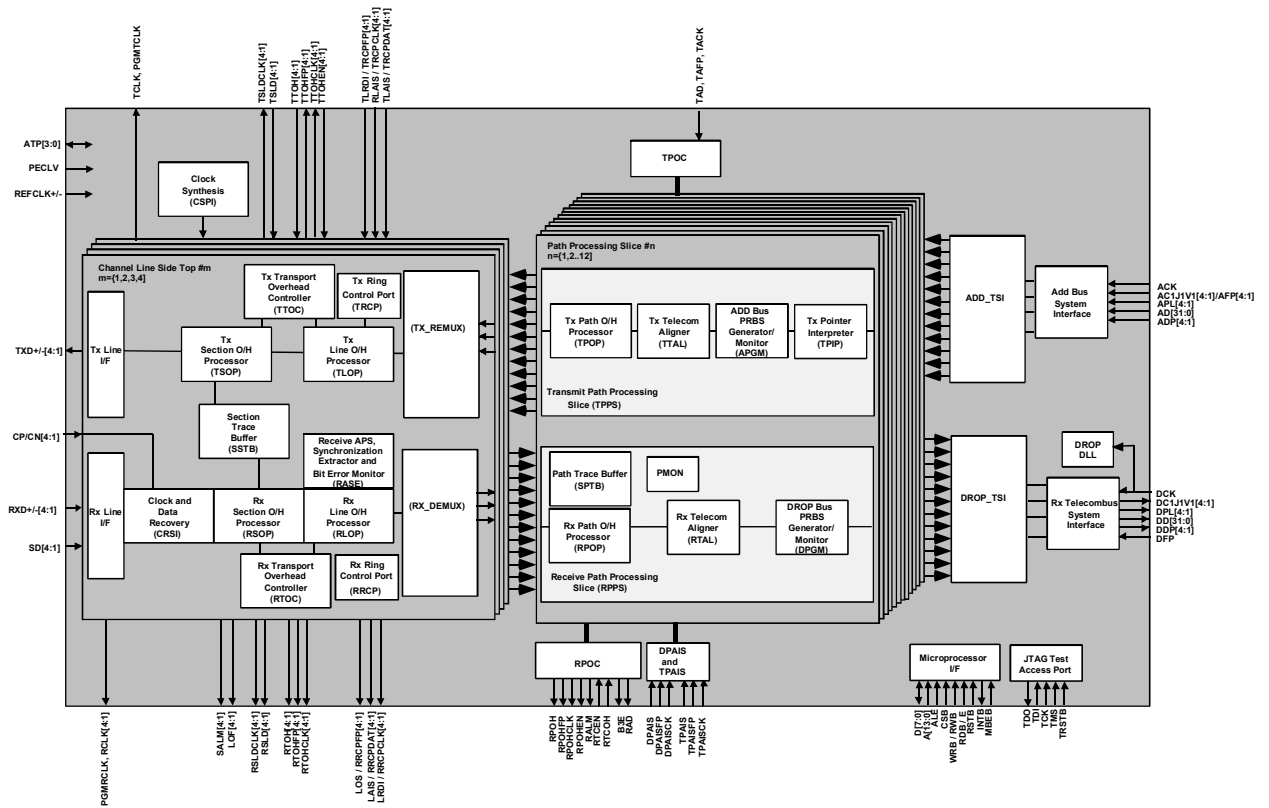 TCLK, PGMTCLK
TSLDCLK[4:1]
TSLD[4:1]
TTOH[4:1]
TTOHFP[4:1]
TTOHCLK[4:1]
TTOHEN[4:1]
TLRDI / TRCPFP[4:1]
RLAIS / TRCPCLK[4:1]
TLAIS / TRCPDAT[4:1]
TAD, TAFP, TACK
ATP[3:0]
PECLV
REFCLK+/-
Clock
Synthesis
(CSPI)
TPOC
Channel Line Side Top #m
m={1,2,3,4}
Tx Transport
Overhead
Controller
(TTOC)
Tx Ring
Control Port
(TRCP)
(TX_REMUX)
Tx Line
I/F
Tx
Section O/H
Processor
(TSOP)
Tx
Line O/H
Processor
(TLOP)
TXD+/-[4:1]
Section
Trace
Buffer
(SSTB)
Receive APS,
Synchronization
Extractor and
Bit Error Monitor
(RASE)
CP/CN[4:1]
RXD+/-[4:1]
SD[4:1]
Rx Line I/F
Clock and
Data
Recovery
(CRSI)
Rx
Section O/H
Processor
(RSOP)
Rx
Line O/H
Processor
(RLOP)
(RX_DEMUX)
Rx Transport
Overhead
Controller
(RTOC)
Rx Ring
Control Port
(RRCP)
Path Processing Slice #n
n={1,2..12}
Tx Path O/H
Processor
(TPOP)
Tx Telecom
Aligner
(TTAL)
ADD Bus
PRBS
Generator/
Monitor
(APGM)
Tx Pointer
Interpreter
(TPIP)
Transmit Path Processing
Slice (TPPS)
Path Trace Buffer
(SPTB)
PMON
Rx Path O/H
Processor
(RPOP)
Rx Telecom
Aligner
(RTAL)
DROP Bus
PRBS
Generator/
Monitor
(DPGM)
Receive Path Processing
Slice (RPPS)
ADD_TSI
Add Bus
System
Interface
ACK
AC1J1V1[4:1]/AFP[4:1]
APL[4:1]
AD[31:0]
ADP[4:1]
DROP_TSI
DROP
DLL
Rx Telecombus
System
Interface
DCK
DC1J1V1[4:1]
DPL[4:1]
DD[31:0]
DDP[4:1]
DFP
RPOC
DPAIS
and
TPAIS
Microprocessor
I/F
JTAG Test
Access Port
PGMRCLK, RCLK[4:1]
SALM[4:1]
LOF[4:1]
RSLDCLK[4:1]
RSLD[4:1]
RTOH[4:1]
RTOHFP[4:1]
RTOHCLK[4:1]
LOS / RRCPFP[4:1]
LAIS / RRCPDAT[4:1]
LRDI / RRCPCLK[4:1]
RPOH
RPOHFP
RPOHCLK
RPOHEN
RALM
RTCEN
RTCOH
B3E
RAD
DPAIS
DPAISFP
DPAISCK
TPAIS
TPAISFP
TPAISCK
D[7:0]
A[13:0]
ALE
CSB
WRB / RWB
RDB / E
RSTB
INTB
MBEB
TDO
TDI
TCK
TMS
TRSTB